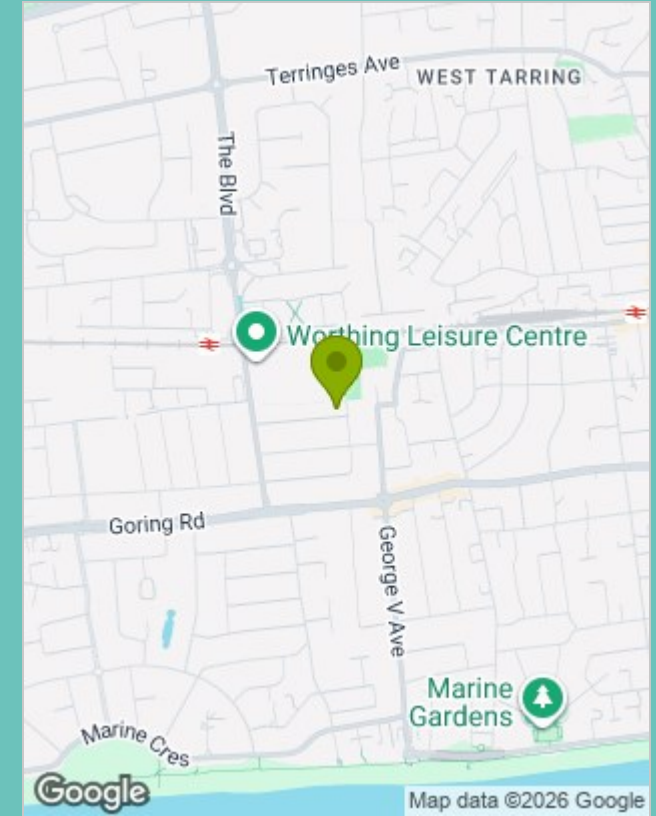 Terringes Ave
WEST TARRING
The Blvd
Worthing Leisure Centre
Goring Rd
George V Ave
Marine
Gardens
Marine Cres
Google
Map data ©2026 Google